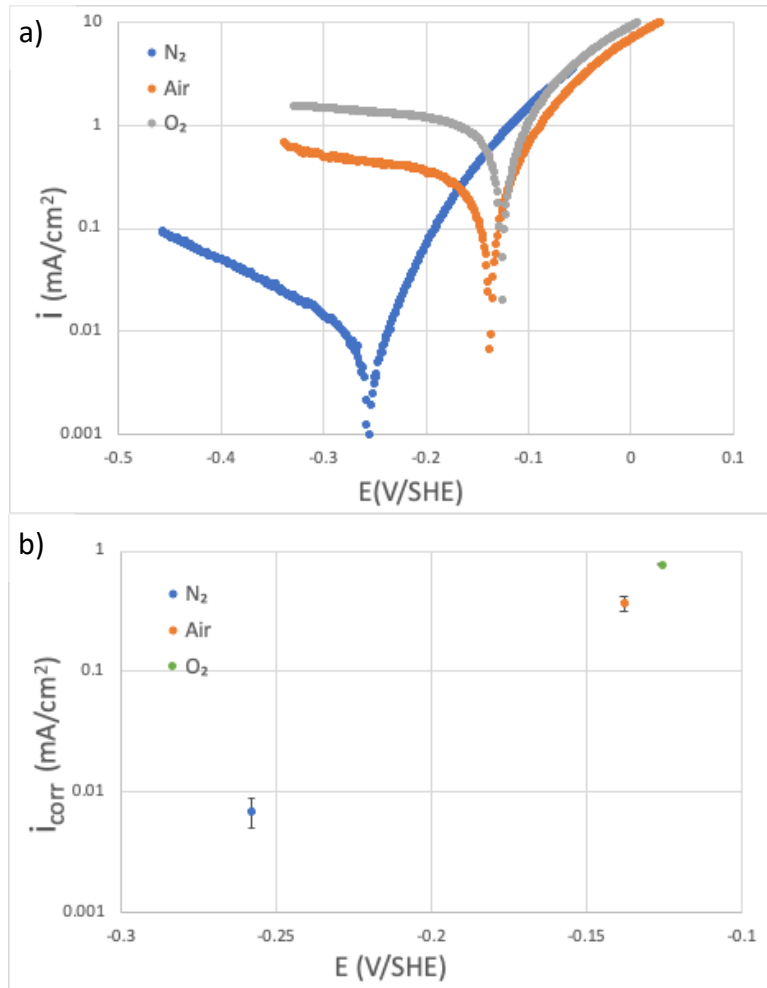 a)
10
1
0.1
0.01
0.001
i (mA/cm²)
N₂
Air
O₂
-0.5 -0.4 -0.3 -0.2 -0.1 0 0.1
E(V/SHE)
b)
1
0.1
0.01
0.001
i_corr (mA/cm²)
N₂
Air
O₂
-0.3 -0.25 -0.2 -0.15 -0.1
E (V/SHE)